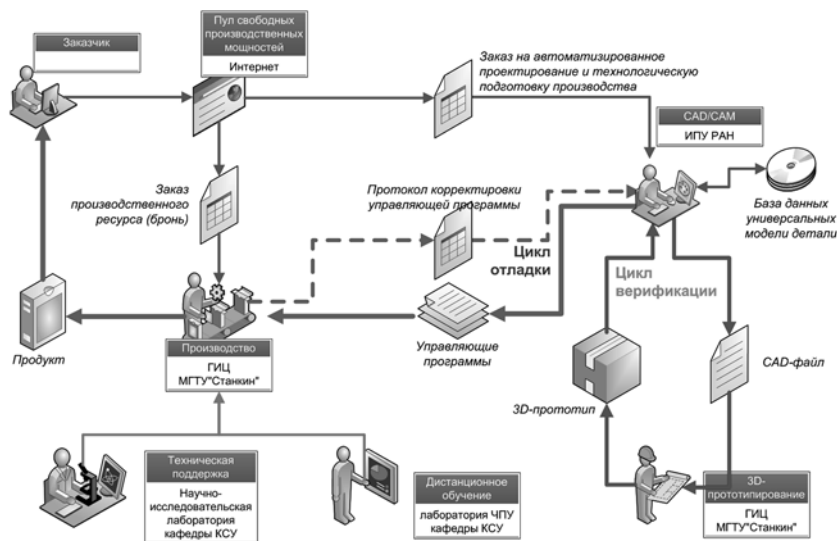 Заказчик
Пул свободных
производственных
мощностей
Интернет
Заказ на автоматизированное
проектирование и технологическую
подготовку производства
CAD/CAM
ИПУ РАН
Заказ
производственного
ресурса (бронь)
Протокол корректировки
управляющей программы
База данных
универсальных
модели детали
Цикл
отладки
Цикл
верификации
Продукт
Производство
ГИЦ
МГТУ"Станкин"
Управляющие
программы
CAD-файл
3D-прототип
Техническая
поддержка
Научно-
исследовательская
лаборатория
кафедры КСУ
Дистанционое
обучение
лаборатория ЧПУ
кафедры КСУ
3D-
прототипирование
ГИЦ
МГТУ"Станкин"